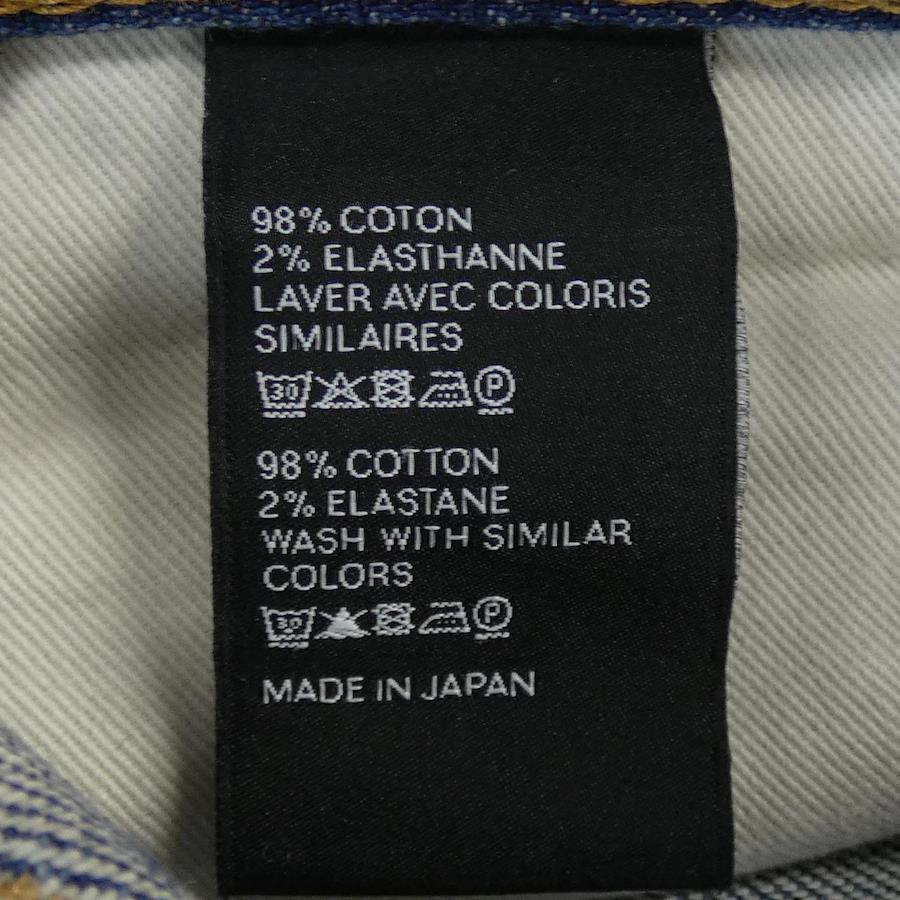 98% COTON
2% ELASTHANNE
LAVER AVEC COLORIS
SIMILAIRES
30 P
98% COTTON
2% ELASTANE
WASH WITH SIMILAR
COLORS
30 P
MADE IN JAPAN